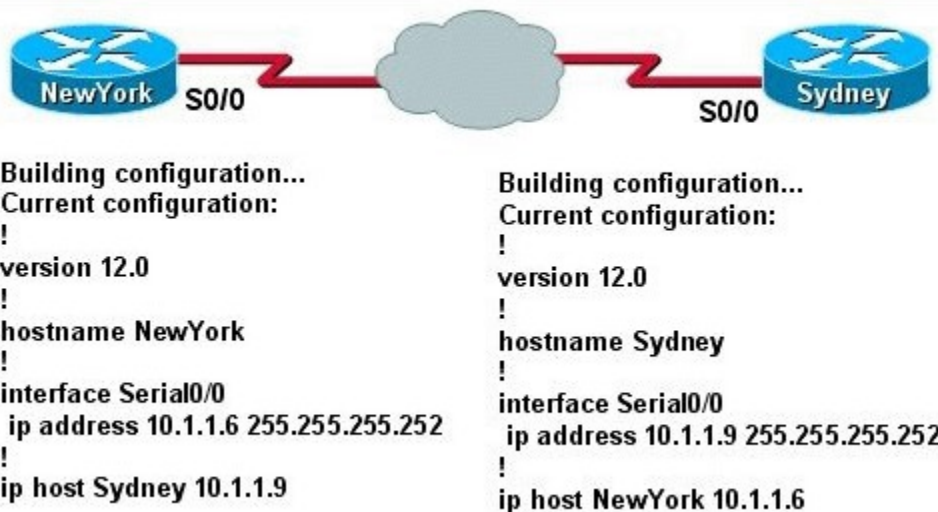 NewYork
S0/0
S0/0
Sydney
Building configuration...
Current configuration:
!
version 12.0
!
hostname NewYork
!
interface Serial0/0
ip address 10.1.1.6 255.255.255.252
!
ip host Sydney 10.1.1.9
Building configuration...
Current configuration:
!
version 12.0
!
hostname Sydney
!
interface Serial0/0
ip address 10.1.1.9 255.255.255.252
!
ip host NewYork 10.1.1.6